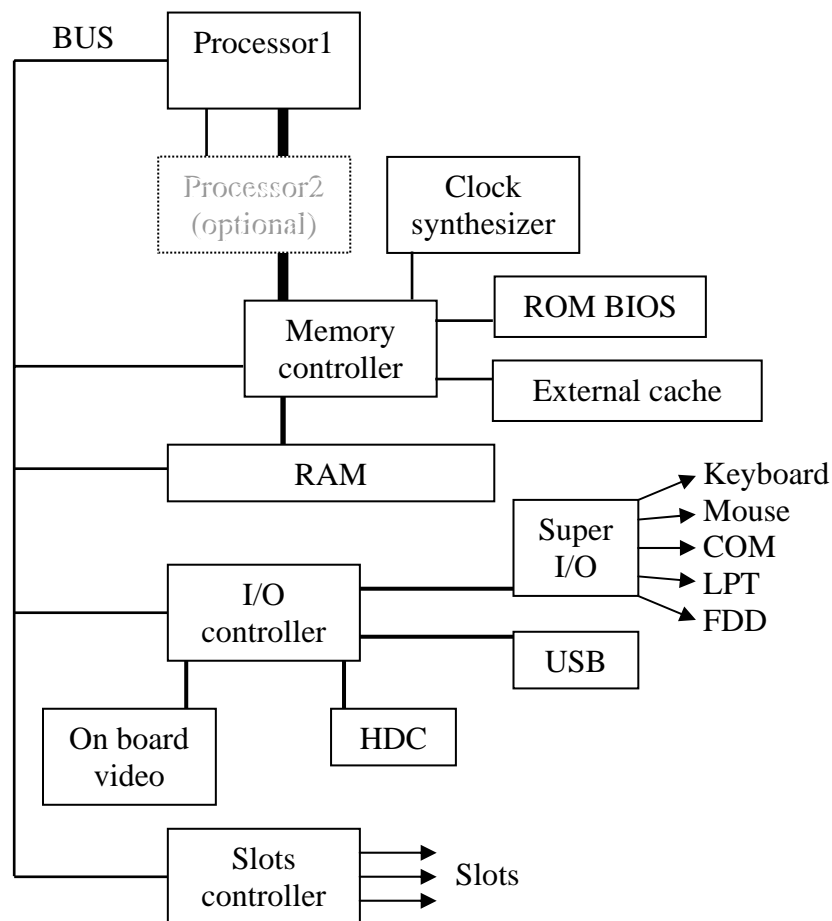 BUS
Processor1
Processor2
(optional)
Clock
synthesizer
ROM BIOS
Memory
controller
External cache
RAM
Keyboard
Mouse
COM
LPT
FDD
Super
I/O
I/O
controller
USB
On board
video
HDC
Slots
controller
Slots